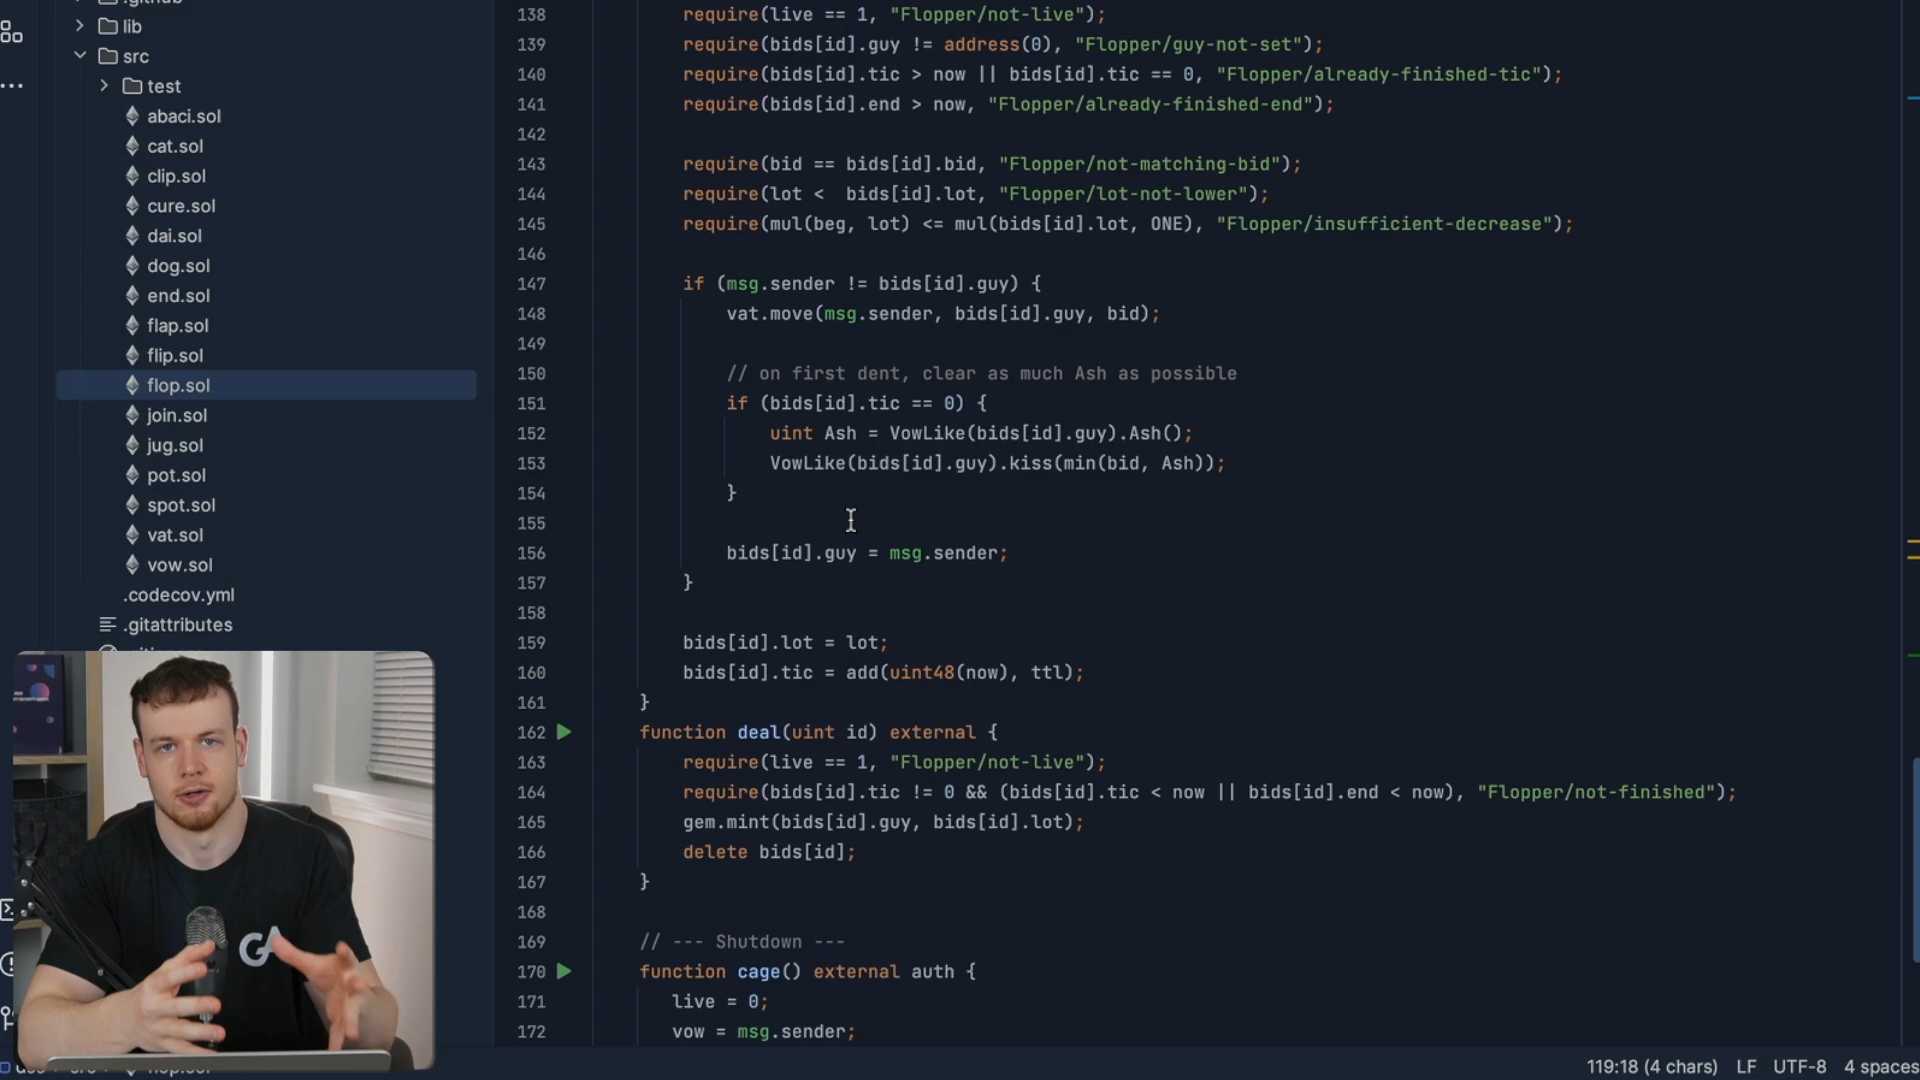 lib
src
test
abaci.sol
cat.sol
clip.sol
cure.sol
dai.sol
dog.sol
end.sol
flap.sol
flip.sol
flop.sol
join.sol
jug.sol
pot.sol
spot.sol
vat.sol
vow.sol
.codecov.yml
.gitattributes
138 require(live == 1, "Flopper/not-live");
139 require(bids[id].guy != address(0), "Flopper/guy-not-set");
140 require(bids[id].tic > now || bids[id].tic == 0, "Flopper/already-finished-tic");
141 require(bids[id].end > now, "Flopper/already-finished-end");
142
143 require(bid == bids[id].bid, "Flopper/not-matching-bid");
144 require(lot <  bids[id].lot, "Flopper/lot-not-lower");
145 require(mul(beg, lot) <= mul(bids[id].lot, ONE), "Flopper/insufficient-decrease");
146
147 if (msg.sender != bids[id].guy) {
148 vat.move(msg.sender, bids[id].guy, bid);
149
150 // on first dent, clear as much Ash as possible
151 if (bids[id].tic == 0) {
152 uint Ash = VowLike(bids[id].guy).Ash();
153 VowLike(bids[id].guy).kiss(min(bid, Ash));
154 }
155
156 bids[id].guy = msg.sender;
157 }
158
159 bids[id].lot = lot;
160 bids[id].tic = add(uint48(now), ttl);
161 }
162 function deal(uint id) external {
163 require(live == 1, "Flopper/not-live");
164 require(bids[id].tic != 0 && (bids[id].tic < now || bids[id].end < now), "Flopper/not-finished");
165 gem.mint(bids[id].guy, bids[id].lot);
166 delete bids[id];
167 }
168
169 // --- Shutdown ---
170 function cage() external auth {
171 live = 0;
172 vow = msg.sender;
GA
119:18 (4 chars) LF UTF-8 4 spaces